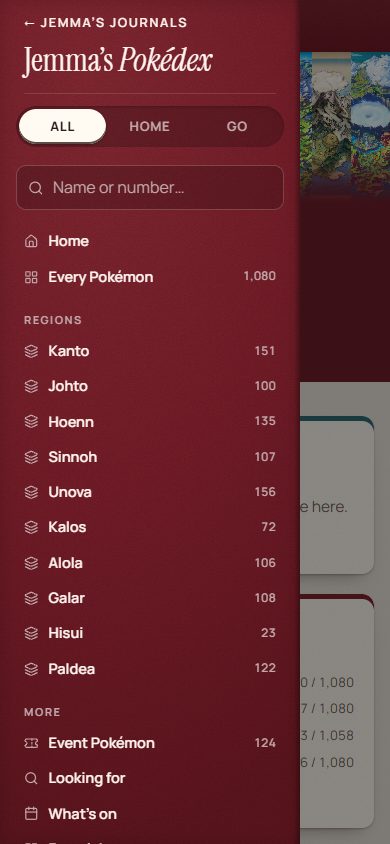 ← JEMMA'S JOURNALS
Jemma's Pokédex
ALL HOME GO
Name or number…
Home
Every Pokémon 1,080
REGIONS
Kanto 151
Johto 100
Hoenn 135
Sinnoh 107
Unova 156
e here.
Kalos 72
Alola 106
Galar 108
Hisui 23
Paldea 122
0 / 1,080
7 / 1,080
MORE
3 / 1,058
Event Pokémon 124
6 / 1,080
Looking for
What's on